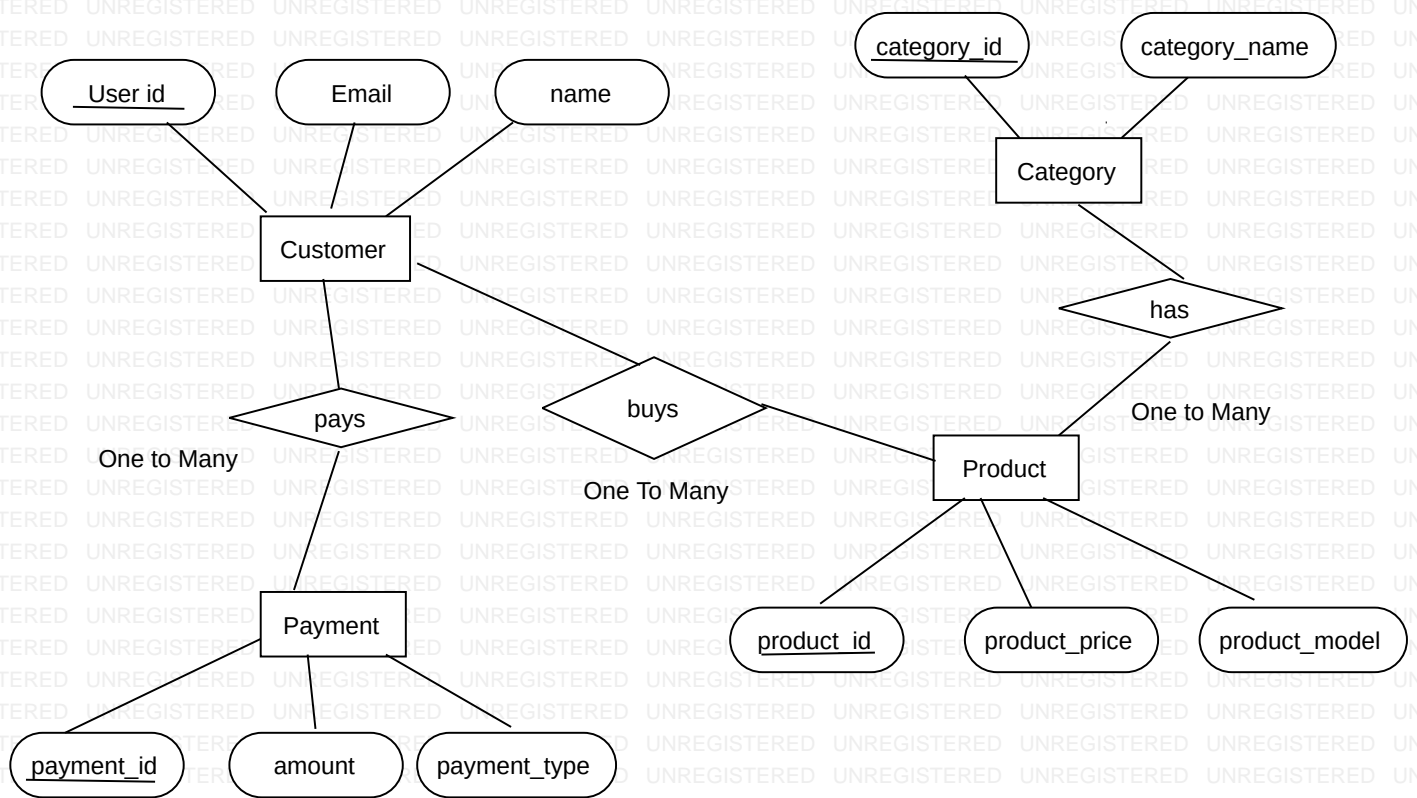 category_id
category_name
User id
Email
name
Category
Customer
has
buys
One to Many
pays
One to Many
Product
One To Many
Payment
product_id
product_price
product_model
payment_id
amount
payment_type
UNREGISTERED